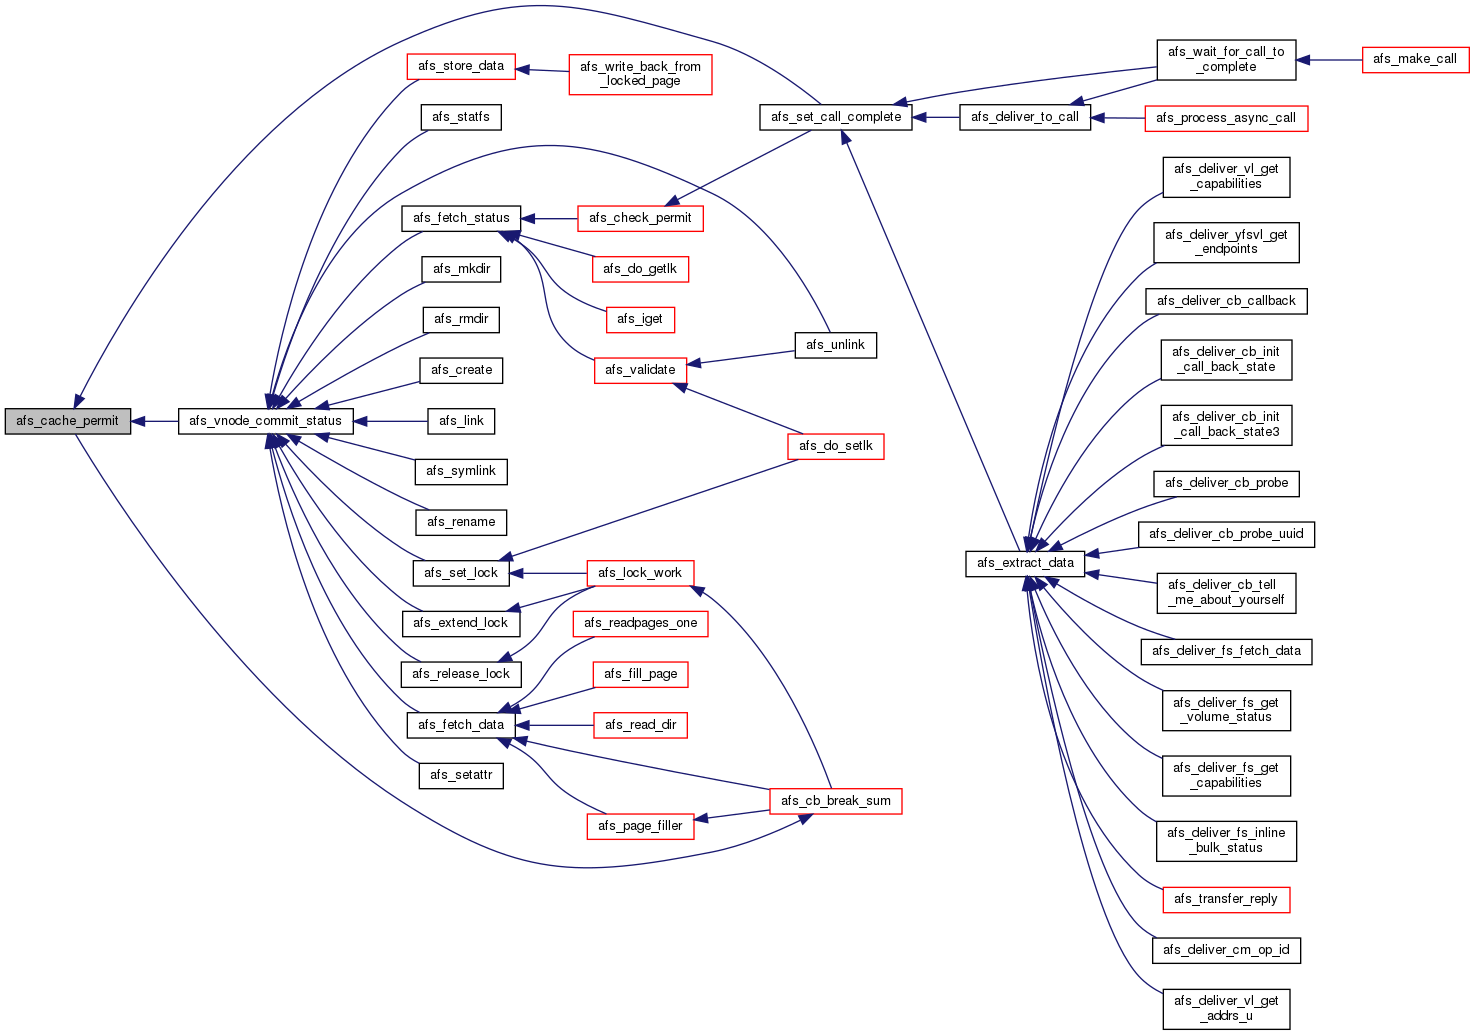 afs_cache_permit
afs_vnode_commit_status
afs_store_data
afs_write_back_from
_locked_page
afs_statfs
afs_fetch_status
afs_check_permit
afs_do_getlk
afs_mkdir
afs_iget
afs_rmdir
afs_validate
afs_unlink
afs_create
afs_link
afs_do_setlk
afs_symlink
afs_rename
afs_set_lock
afs_lock_work
afs_extend_lock
afs_readpages_one
afs_release_lock
afs_fill_page
afs_fetch_data
afs_read_dir
afs_setattr
afs_page_filler
afs_cb_break_sum
afs_set_call_complete
afs_deliver_to_call
afs_wait_for_call_to
_complete
afs_make_call
afs_process_async_call
afs_extract_data
afs_deliver_vl_get
_capabilities
afs_deliver_yfsvl_get
_endpoints
afs_deliver_cb_callback
afs_deliver_cb_init
_call_back_state
afs_deliver_cb_init
_call_back_state3
afs_deliver_cb_probe
afs_deliver_cb_probe_uuid
afs_deliver_cb_tell
_me_about_yourself
afs_deliver_fs_fetch_data
afs_deliver_fs_get
_volume_status
afs_deliver_fs_get
_capabilities
afs_deliver_fs_inline
_bulk_status
afs_transfer_reply
afs_deliver_cm_op_id
afs_deliver_vl_get
_addrs_u